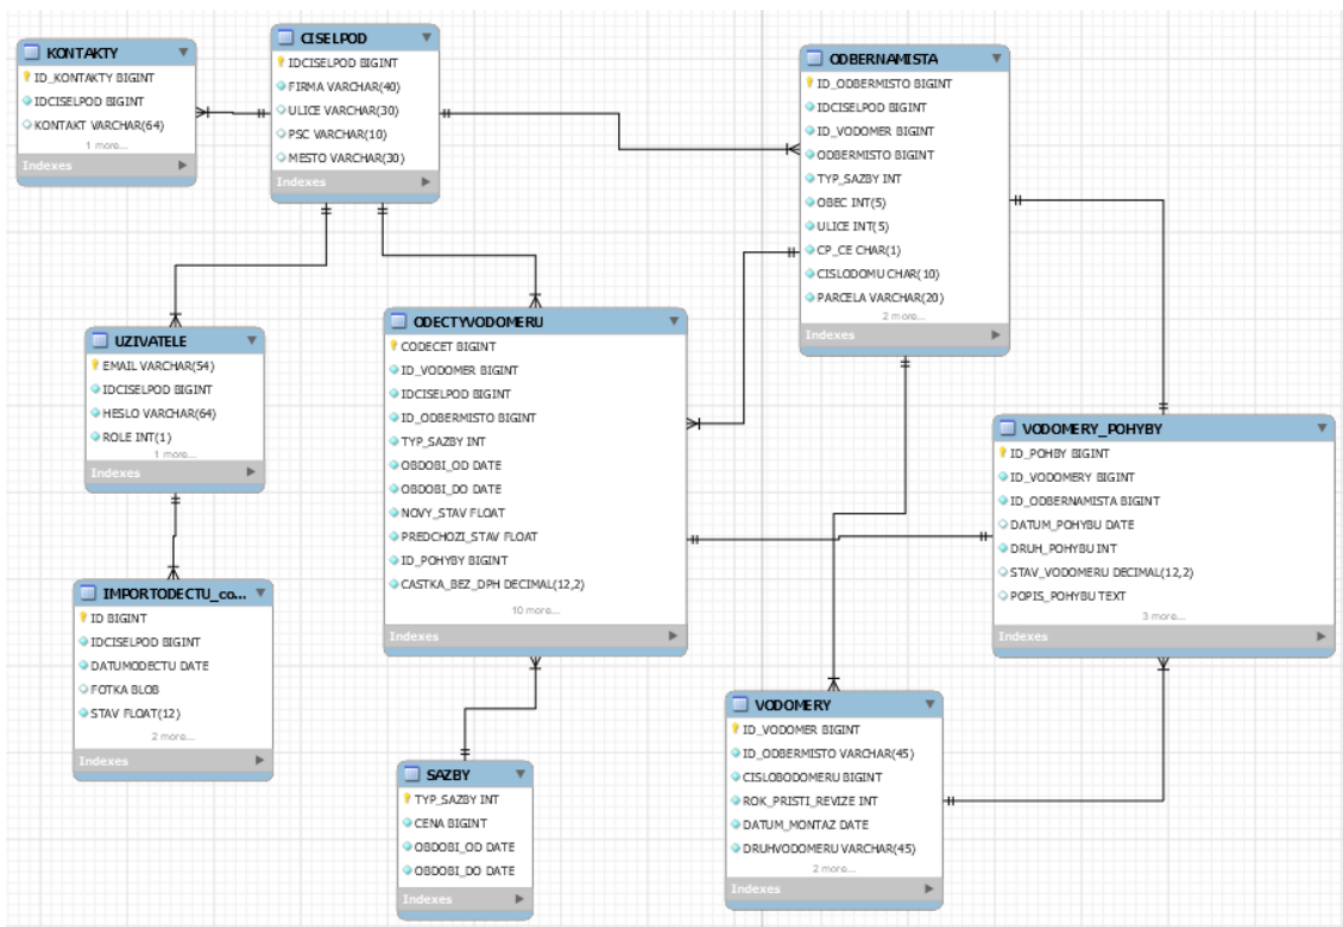 KONTAKTY
ID_KONTAKTY BIGINT
IDCISELPOD BIGINT
KONTAKT VARCHAR(64)
1 more...
Indexes
CISELPOD
IDCISELPOD BIGINT
FIRMA VARCHAR(40)
ULICE VARCHAR(30)
PSC VARCHAR(10)
MESTO VARCHAR(30)
Indexes
ODBERNAMISTA
ID_ODBERMISTO BIGINT
IDCISELPOD BIGINT
ID_VODOMER BIGINT
ODBERMISTO BIGINT
TYP_SAZBY INT
OBEC INT(5)
ULICE INT(5)
CP_CE CHAR(1)
CISLODOMU CHAR(10)
PARCELA VARCHAR(20)
2 more...
Indexes
UZIVATELE
EMAIL VARCHAR(54)
IDCISELPOD BIGINT
HESLO VARCHAR(64)
ROLE INT(1)
1 more...
Indexes
ODECTYVODOMERU
CODECET BIGINT
ID_VODOMER BIGINT
IDCISELPOD BIGINT
ID_ODBERMISTO BIGINT
TYP_SAZBY INT
OBDOBI_OD DATE
OBDOBI_DO DATE
NOVY_STAV FLOAT
PREDCHOZI_STAV FLOAT
ID_POHYBY BIGINT
CASTKA_BEZ_DPH DECIMAL(12,2)
10 more...
Indexes
VODOMERY_POHYBY
ID_POHBY BIGINT
ID_VODOMERY BIGINT
ID_ODBERNAMISTA BIGINT
DATUM_POHYBU DATE
DRUH_POHYBU INT
STAV_VODOMERU DECIMAL(12,2)
POPIS_POHYBU TEXT
3 more...
Indexes
IMPORTODECTU_co...
ID BIGINT
IDCISELPOD BIGINT
DATUMODECTU DATE
FOTKA BLOB
STAV FLOAT(12)
2 more...
Indexes
SAZBY
TYP_SAZBY INT
CENA BIGINT
OBDOBI_OD DATE
OBDOBI_DO DATE
Indexes
VODOMERY
ID_VODOMER BIGINT
ID_ODBERMISTO VARCHAR(45)
CISLOBODOMERU BIGINT
ROK_PRISTI_REVIZE INT
DATUM_MONTAZ DATE
DRUHVODOMERU VARCHAR(45)
2 more...
Indexes